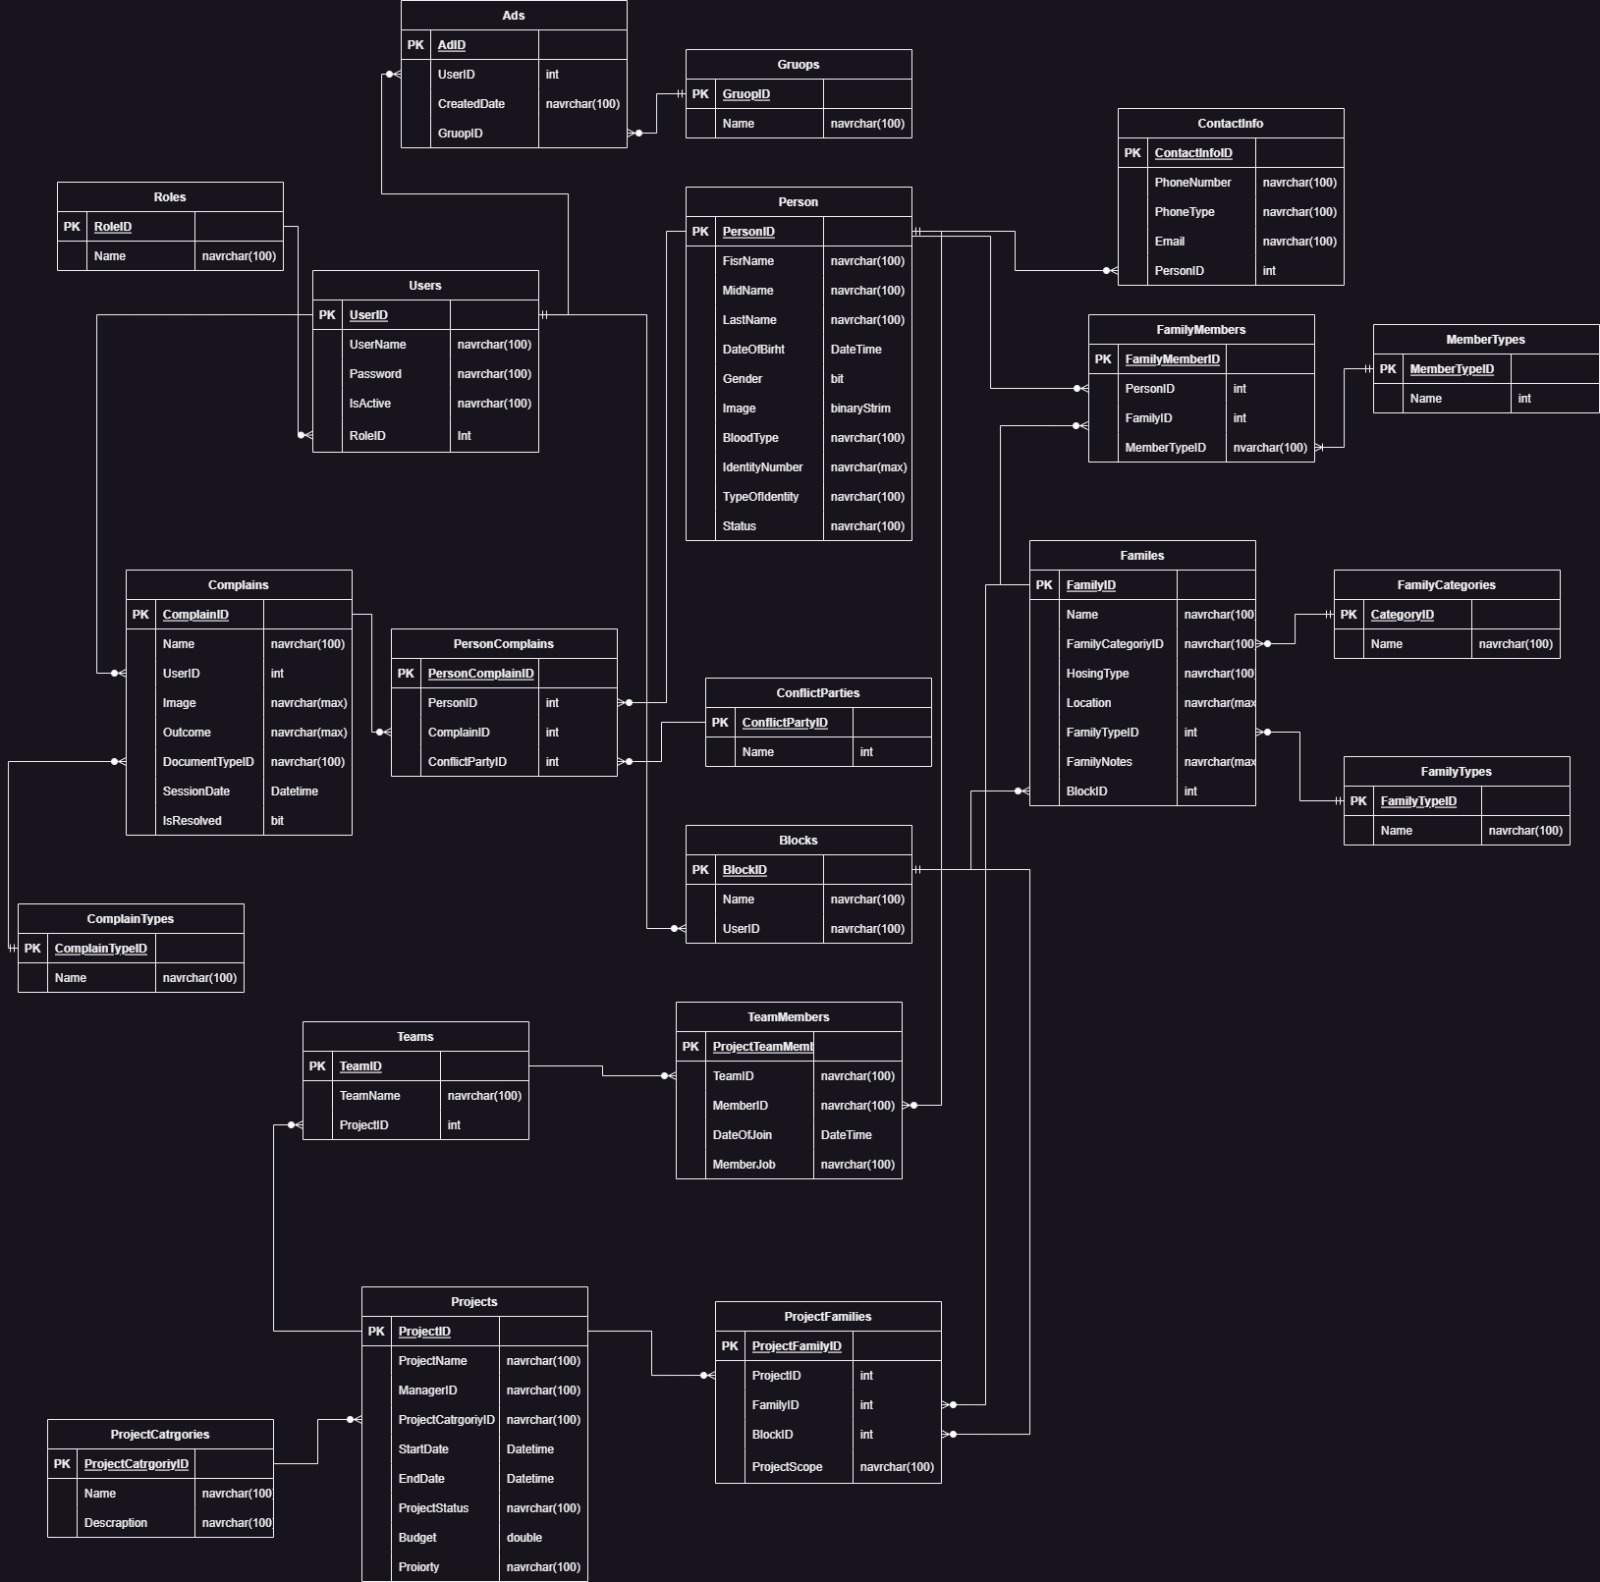 Ads
PK AdID
UserID int
CreatedDate navrchar(100)
GruopID
Gruops
PK GruopID
Name navrchar(100)
ContactInfo
PK ContactInfoID
PhoneNumber navrchar(100)
PhoneType navrchar(100)
Email navrchar(100)
PersonID int
Roles
PK RoleID
Name navrchar(100)
Person
PK PersonID
FisrName navrchar(100)
MidName navrchar(100)
LastName navrchar(100)
DateOfBirht DateTime
Gender bit
Image binaryStrim
BloodType navrchar(100)
IdentityNumber navrchar(max)
TypeOfidentity navrchar(100)
Status navrchar(100)
Users
PK UserID
UserName navrchar(100)
Password navrchar(100)
IsActive navrchar(100)
RoleID Int
FamilyMembers
PK FamilyMemberID
PersonID int
FamilyID int
MemberTypeID nvarchar(100)
MemberTypes
PK MemberTypeID
Name int
Familes
PK FamilyID
Name navrchar(100
FamilyCategoriyID navrchar(100)
HosingType navrchar(100
Location navrchar(max
FamilyTypeID int
FamilyNotes navrchar(max
BlockID int
Complains
PK ComplainID
Name navrchar(100)
UserID int
Image navrchar(max)
Outcome navrchar(max)
DocumentTypeID navrchar(100)
SessionDate Datetime
IsResolved bit
FamilyCategories
PK CategoryID
Name navrchar(100)
PersonComplains
PK PersonComplainID
PersonID int
ComplainID int
ConflictPartyID int
ConflictParties
PK ConflictPartyID
Name int
FamilyTypes
PK FamilyTypeID
Name navrchar(100)
Blocks
PK BlockID
Name navrchar(100)
UserID navrchar(100)
ComplainTypes
PK ComplainTypeID
Name navrchar(100)
TeamMembers
PK ProjectTeamMemt
TeamID navrchar(100)
MemberID navrchar(100)
DateOfJoin DateTime
MemberJob navrchar(100)
Teams
PK TeamID
TeamName navrchar(100)
ProjectID int
Projects
PK ProjectID
ProjectName navrchar(100)
ManagerID navrchar(100)
ProjectCatrgoriyID navrchar(100)
StartDate Datetime
EndDate Datetime
ProjectStatus navrchar(100)
Budget double
Proiorty navrchar(100)
ProjectFamilies
PK ProjectFamilyID
ProjectID int
FamilyID int
BlockID int
ProjectScope navrchar(100)
ProjectCatrgories
PK ProjectCatrgoriyID
Name navrchar(100)
Descraption navrchar(100